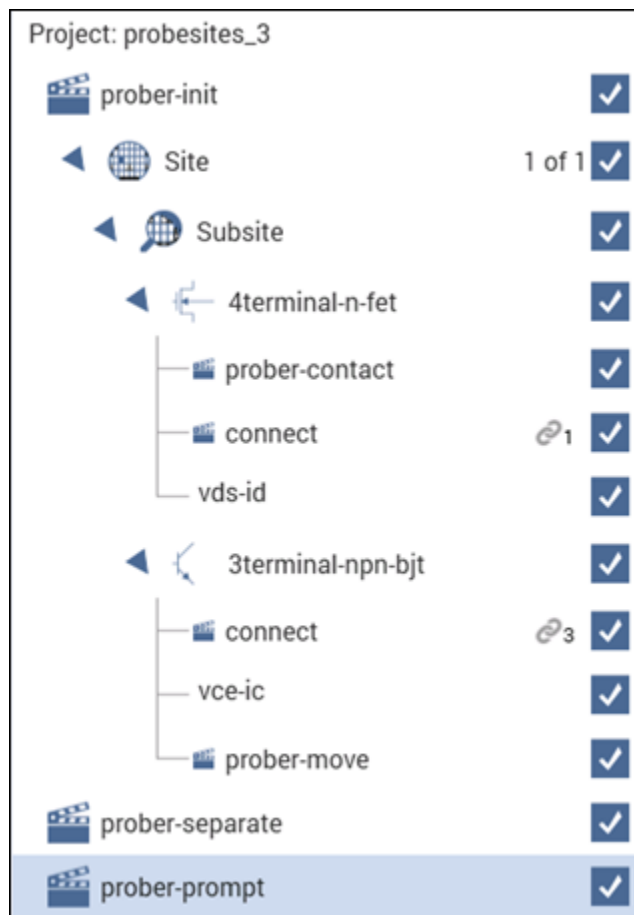 Project: probesites_3
prober-init
Site 1 of 1
Subsite
4terminal-n-fet
prober-contact
connect 1
vds-id
3terminal-npn-bjt
connect 3
vce-ic
prober-move
prober-separate
prober-prompt